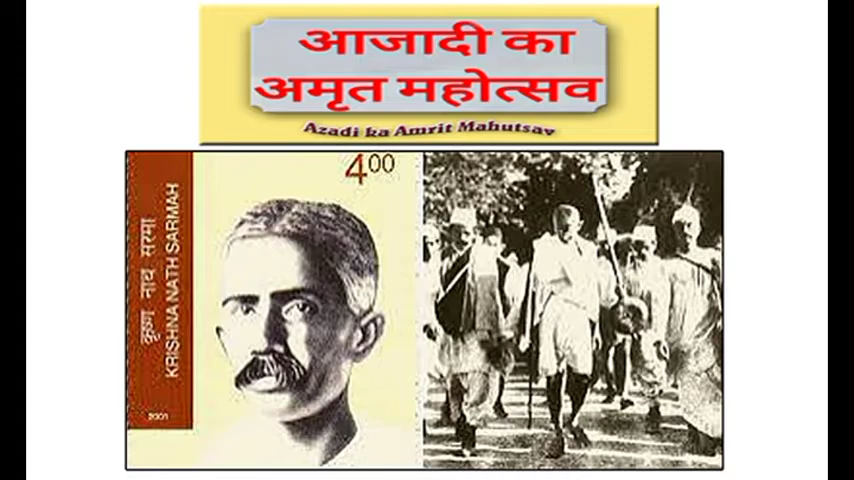 आजादी का
अमृत महोत्सव
Azadi ka Amrit Mahutsav
4.00
कृष्ण नाथ सरमा
KRISHNA NATH SARMAH
2001